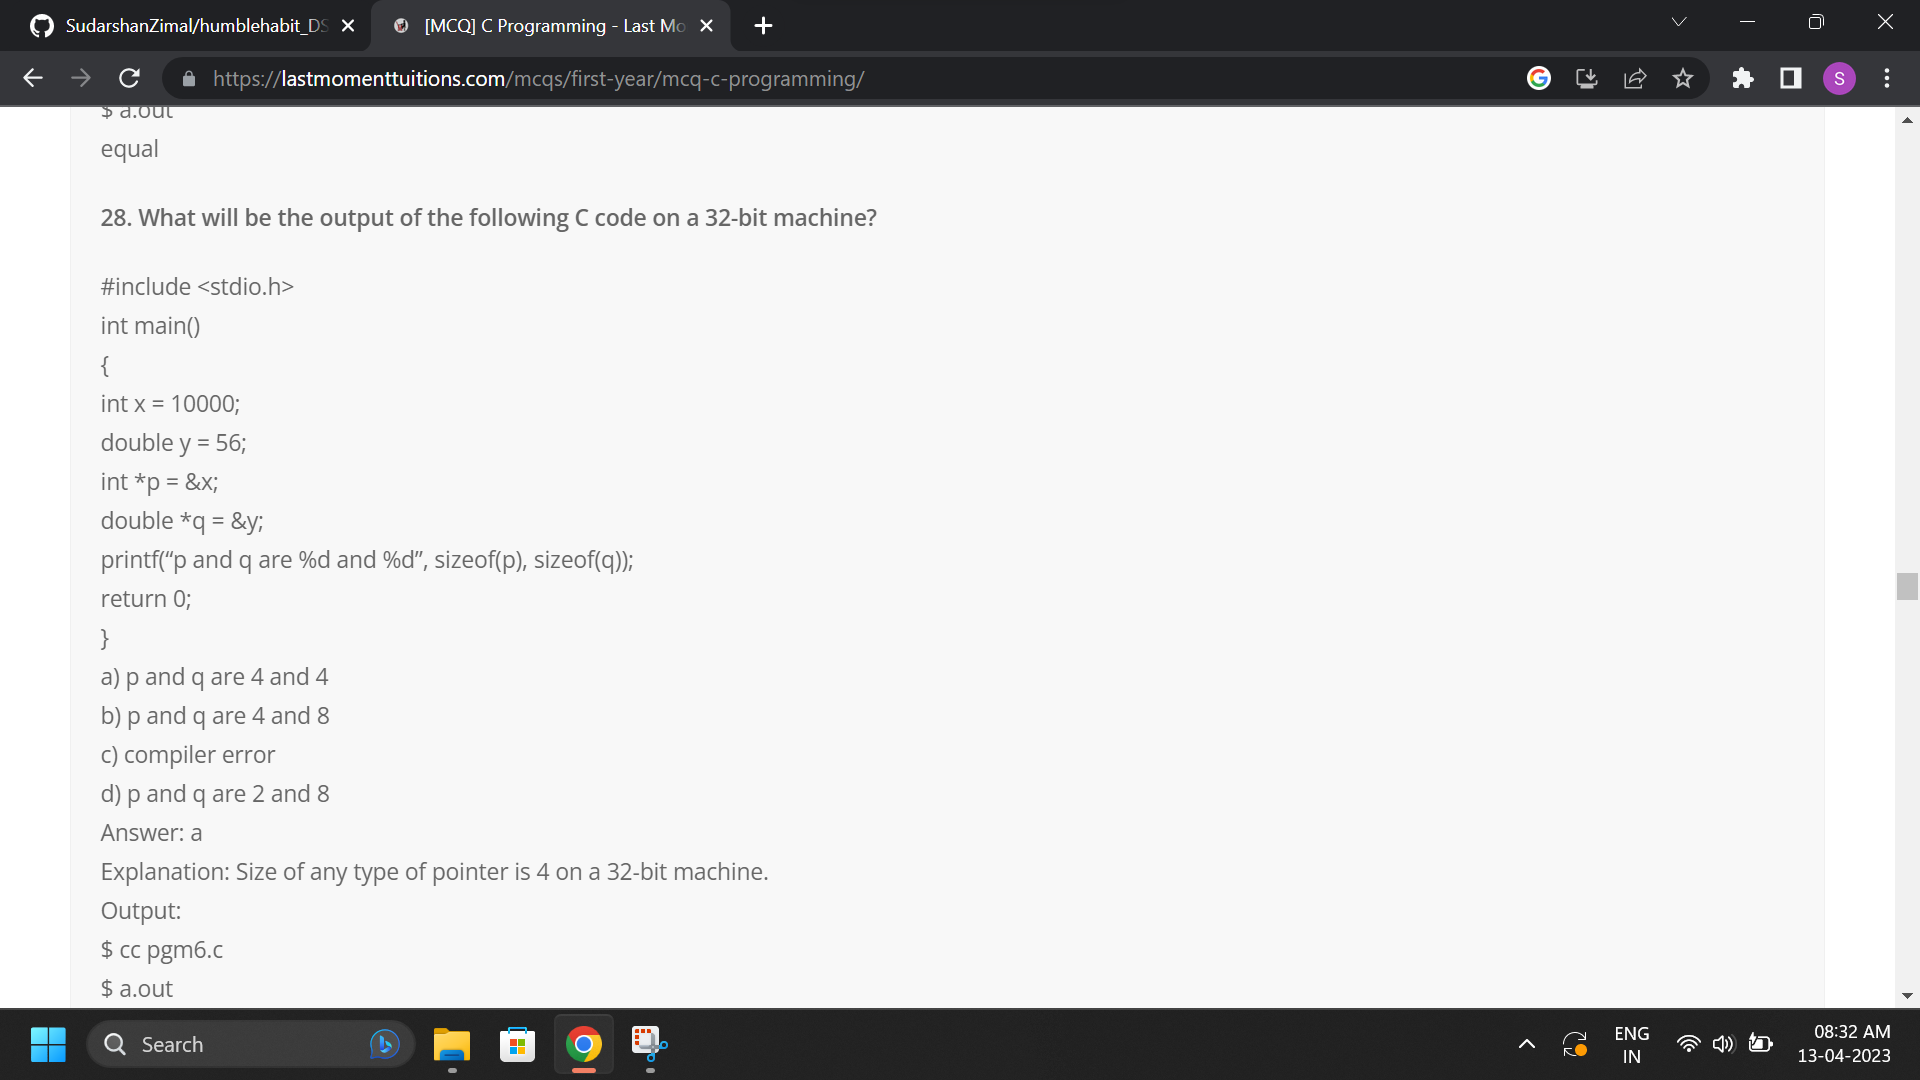 SudarshanZimal/humblehabit_DS
[MCQ] C Programming - Last Mo
https://lastmomenttuitions.com/mcqs/first-year/mcq-c-programming/
S
$ a.out
equal
28. What will be the output of the following C code on a 32-bit machine?
#include <stdio.h>
int main()
{
int x = 10000;
double y = 56;
int *p = &x;
double *q = &y;
printf(“p and q are %d and %d”, sizeof(p), sizeof(q));
return 0;
}
a) p and q are 4 and 4
b) p and q are 4 and 8
c) compiler error
d) p and q are 2 and 8
Answer: a
Explanation: Size of any type of pointer is 4 on a 32-bit machine.
Output:
$ cc pgm6.c
$ a.out
Search
ENG
IN
08:32 AM
13-04-2023